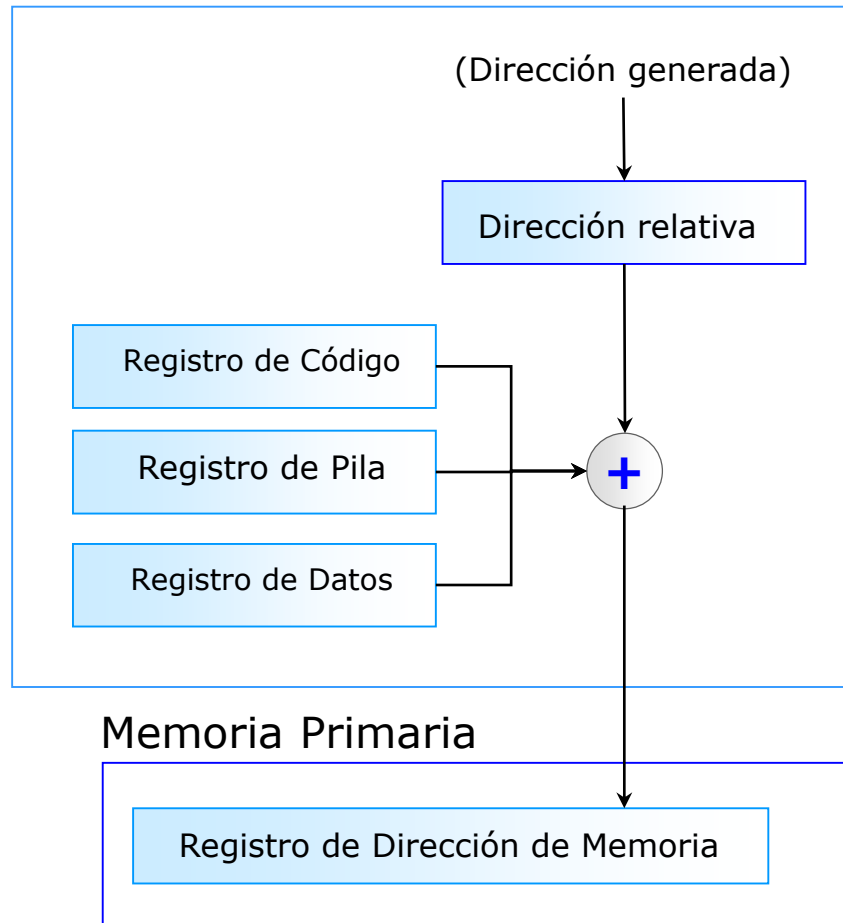 (Dirección generada)
Dirección relativa
Registro de Código
Registro de Pila
+
Registro de Datos
Memoria Primaria
Registro de Dirección de Memoria